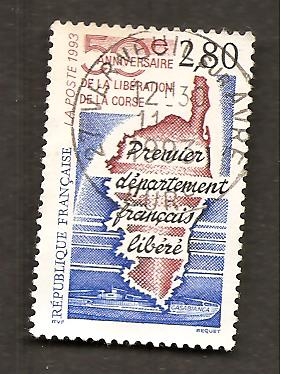 LA POSTE 1993
50e 2,80
ANNIVERSAIRE
DE LA LIBÉRATION
DE LA CORSE
Premier
département
français
libéré
RÉPUBLIQUE FRANÇAISE
CASABIANCA
BEQUET